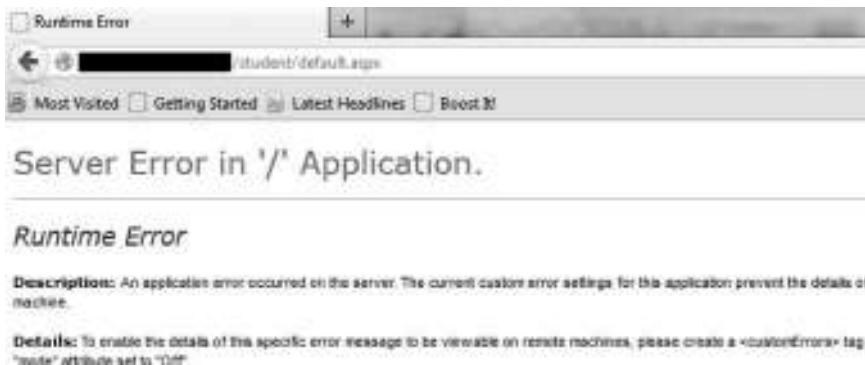 Runtime Error
+
/student/default.aspx
Most Visited Getting Started Latest Headlines Boost It!
Server Error in '/' Application.
Runtime Error
Description: An application error occurred on the server. The current custom error settings for this application prevent the details of
machine.
Details: To enable the details of this specific error message to be viewable on remote machines, please create a <customErrors> tag
"mode" attribute set to "Off"